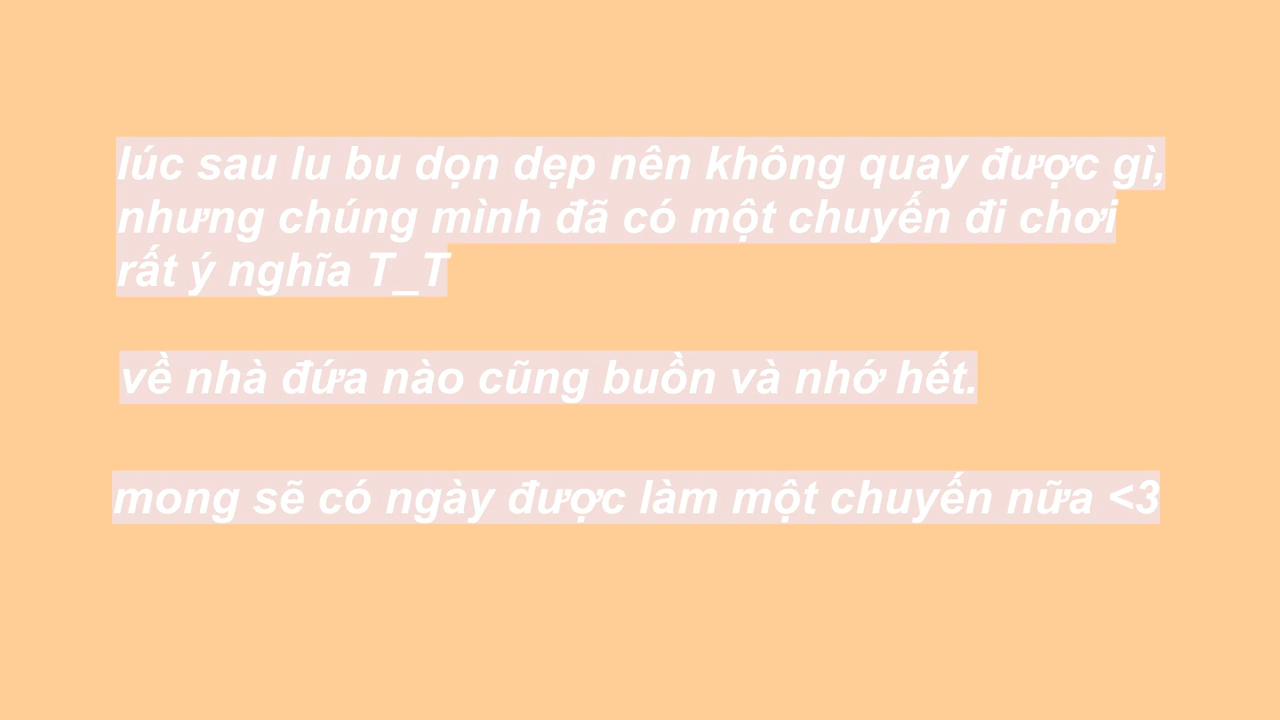 lúc sau lu bu dọn dẹp nên không quay được gì,
nhưng chúng mình đã có một chuyến đi chơi
rất ý nghĩa T_T
về nhà đứa nào cũng buồn và nhớ hết.
mong sẽ có ngày được làm một chuyến nữa <3